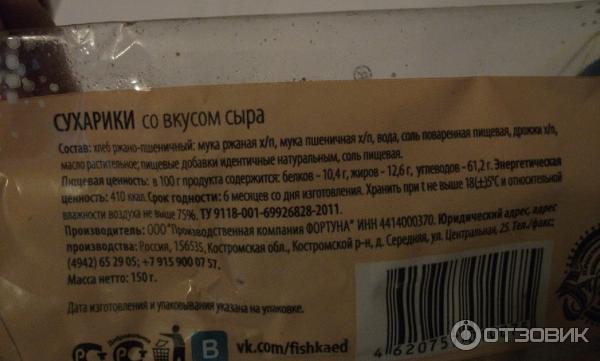 СУХАРИКИ со вкусом сыра
Состав: хлеб ржано-пшеничный: мука ржаная х/п, мука пшеничная х/п, вода, соль поваренная пищевая, дрожжи х/п,
масло растительное; пищевые добавки идентичные натуральным, соль пищевая.
Пищевая ценность: в 100 г продукта содержится: белков - 10,4 г, жиров - 12,6 г, углеводов - 61,2 г. Энергетическая
ценность: 410 ккал. Срок годности: 6 месяцев со дня изготовления. Хранить при t не выше 18(±)5°С и относительной
влажности воздуха не выше 75%. ТУ 9118-001-69926828-2011.
Производитель: ООО "Производственная компания ФОРТУНА" ИНН 4414000370. Юридический адрес, адрес
производства: Россия, 156535, Костромская обл., Костромской р-н, д. Середняя, ул. Центральная, 25. Тел./факс:
(4942) 65 29 05; +7 915 900 07 57.
Масса нетто: 150 г.
Дата изготовления и упаковывания указана на упаковке.
vk.com/fishkaed
4 62075
ОТЗОВИК